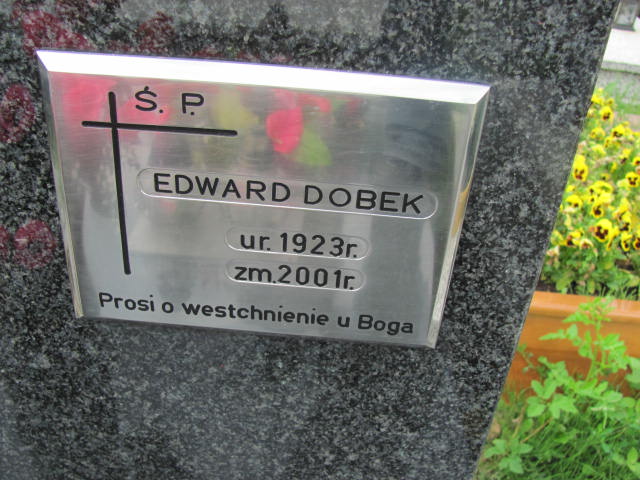 Ś. P.
EDWARD DOBEK
ur. 1923r.
zm. 2001r.
Prosi o westchnienie u Boga